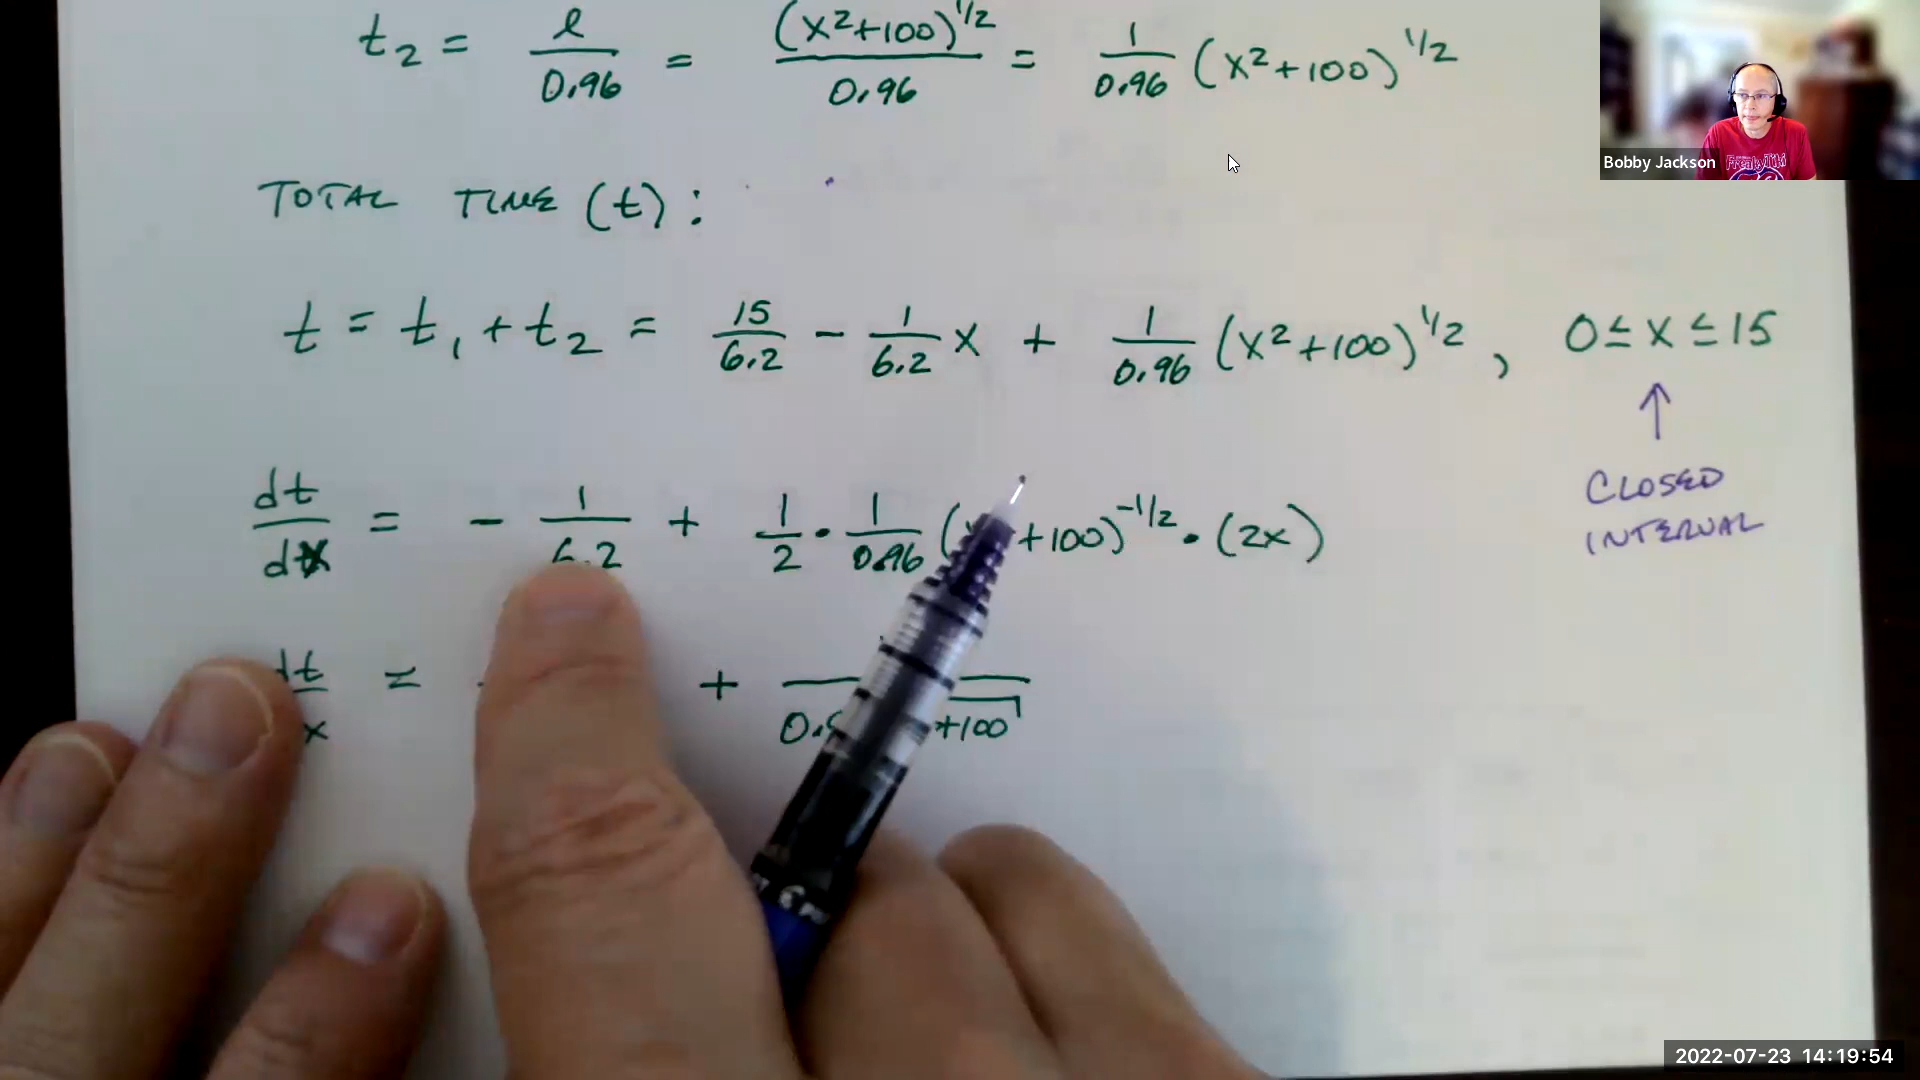 t₂ = l/0.96 = (x²+100)^1/2 / 0.96 = 1/0.96 (x²+100)^1/2
Bobby Jackson
TOTAL TIME (t):
t = t₁ + t₂ = 15/6.2 - 1/6.2 x + 1/0.96 (x²+100)^1/2, 0 ≤ x ≤ 15
↑
CLOSED
INTERVAL
dt/dx = - 1/6.2 + 1/2 · 1/0.96 ( +100)^-1/2 · (2x)
dt/ x = + 0. +100
2022-07-23 14:19:54